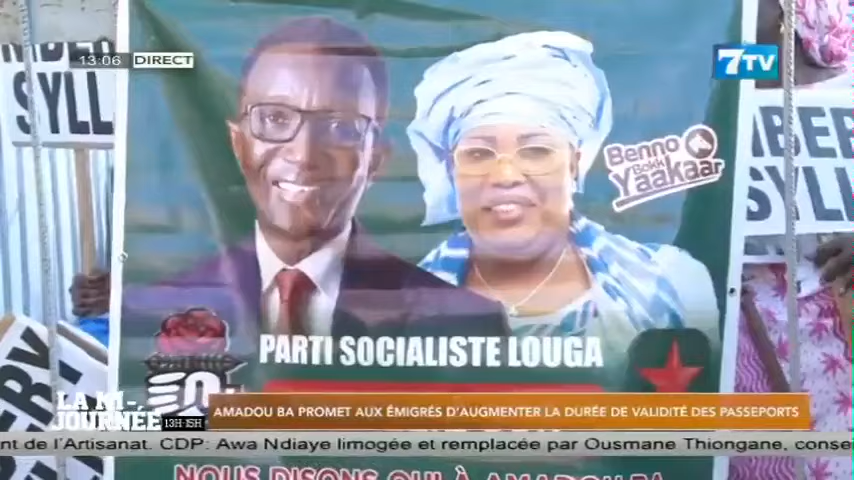 13:06 DIRECT
7TV
SYLL
Benno
Bokk
Yaakaar
MBER
SYLL
PARTI SOCIALISTE LOUGA
LA MI-
JOURNÉE
13H-15H
AMADOU BA PROMET AUX ÉMIGRÉS D'AUGMENTER LA DURÉE DE VALIDITÉ DES PASSEPORTS
nt de l'Artisanat. CDP: Awa Ndiaye limogée et remplacée par Ousmane Thiongane, consei
NOUS DISONS OUI À AMADOU BA